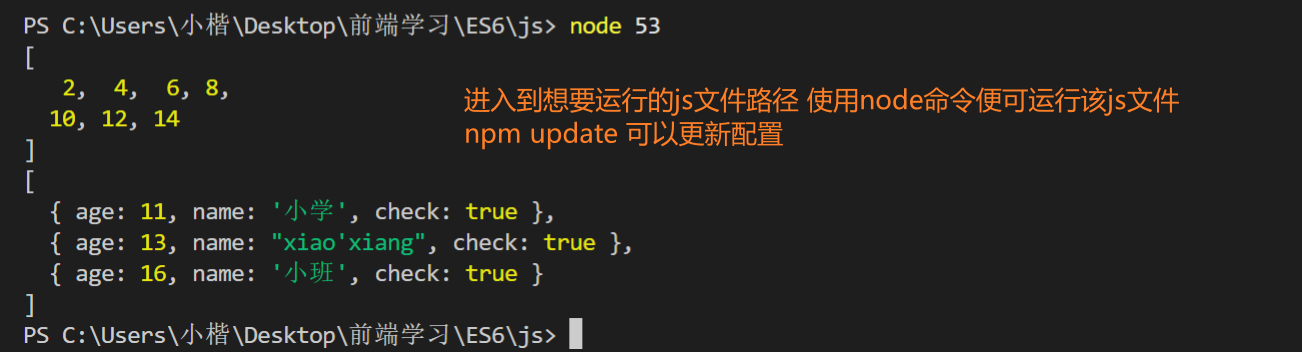 PS C:\Users\小楷\Desktop\前端学习\ES6\js> node 53
[
2, 4, 6, 8,
进入到想要运行的js文件路径 使用node命令便可运行该js文件
10, 12, 14
npm update 可以更新配置
]
[
{ age: 11, name: '小学', check: true },
{ age: 13, name: "xiao'xiang", check: true },
{ age: 16, name: '小班', check: true }
]
PS C:\Users\小楷\Desktop\前端学习\ES6\js>